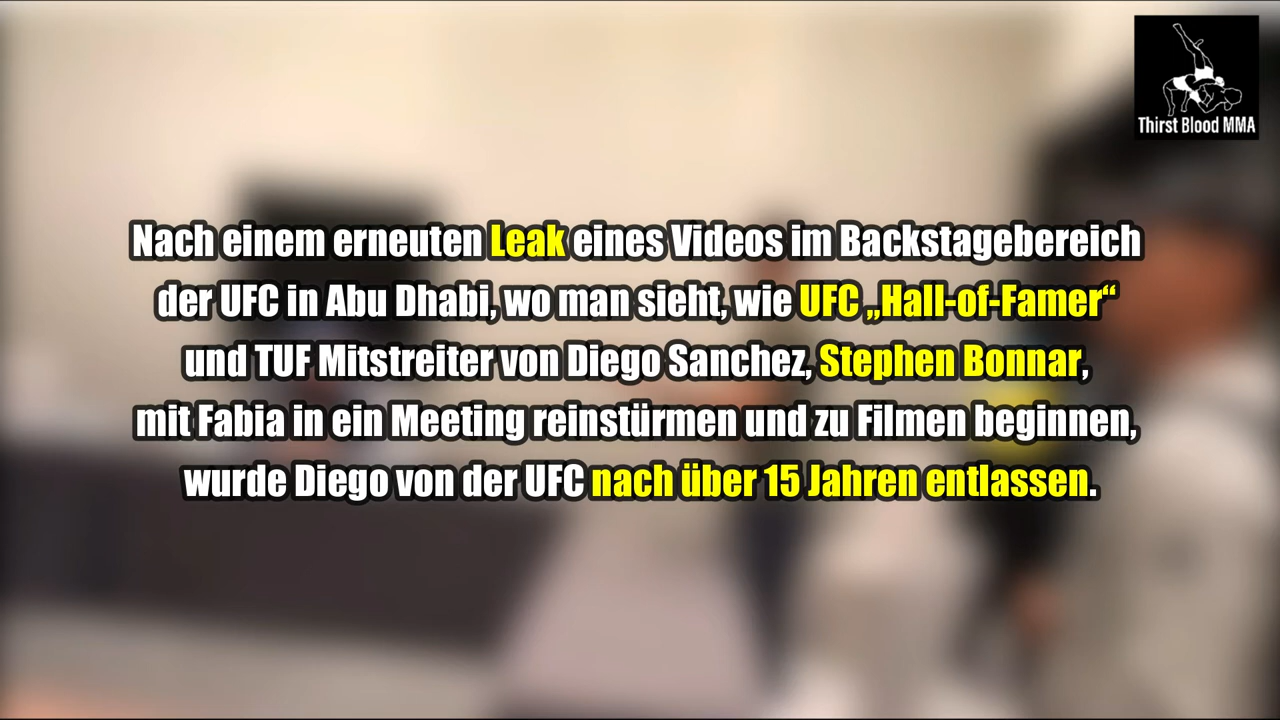 Thirst Blood MMA
Nach einem erneuten Leak eines Videos im Backstagebereich
der UFC in Abu Dhabi, wo man sieht, wie UFC „Hall-of-Famer“
und TUF Mitstreiter von Diego Sanchez, Stephen Bonnar,
mit Fabia in ein Meeting reinstürmen und zu Filmen beginnen,
wurde Diego von der UFC nach über 15 Jahren entlassen.